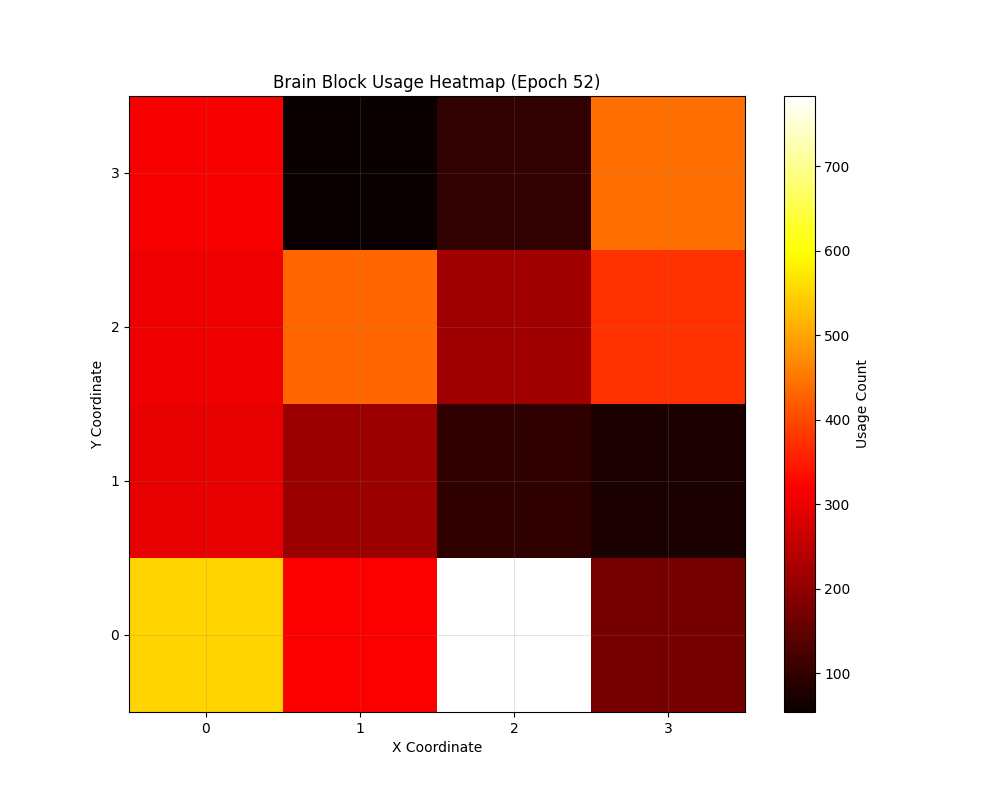 Brain Block Usage Heatmap (Epoch 52)
3
2
1
0
Y Coordinate
0 1 2 3
X Coordinate
700
600
500
400
300
200
100
Usage Count